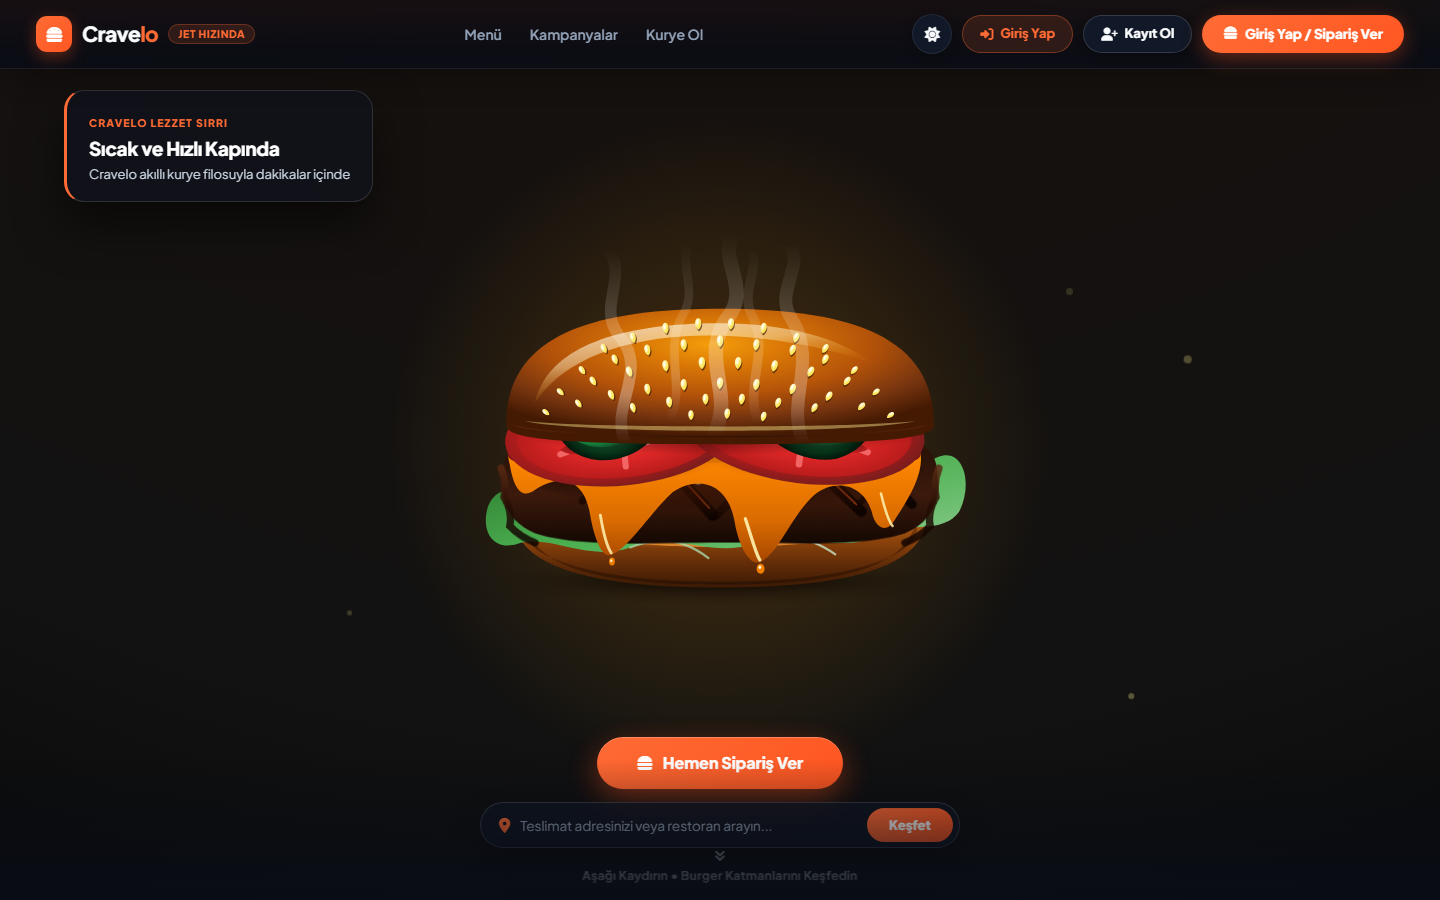 Cravelo
JET HIZINDA
Menü
Kampanyalar
Kurye Ol
Giriş Yap
Kayıt Ol
Giriş Yap / Sipariş Ver
CRAVELO LEZZET SIRRI
Sıcak ve Hızlı Kapında
Cravelo akıllı kurye filosuyla dakikalar içinde
Hemen Sipariş Ver
Teslimat adresinizi veya restoran arayın...
Keşfet
Aşağı Kaydırın • Burger Katmanlarını Keşfedin